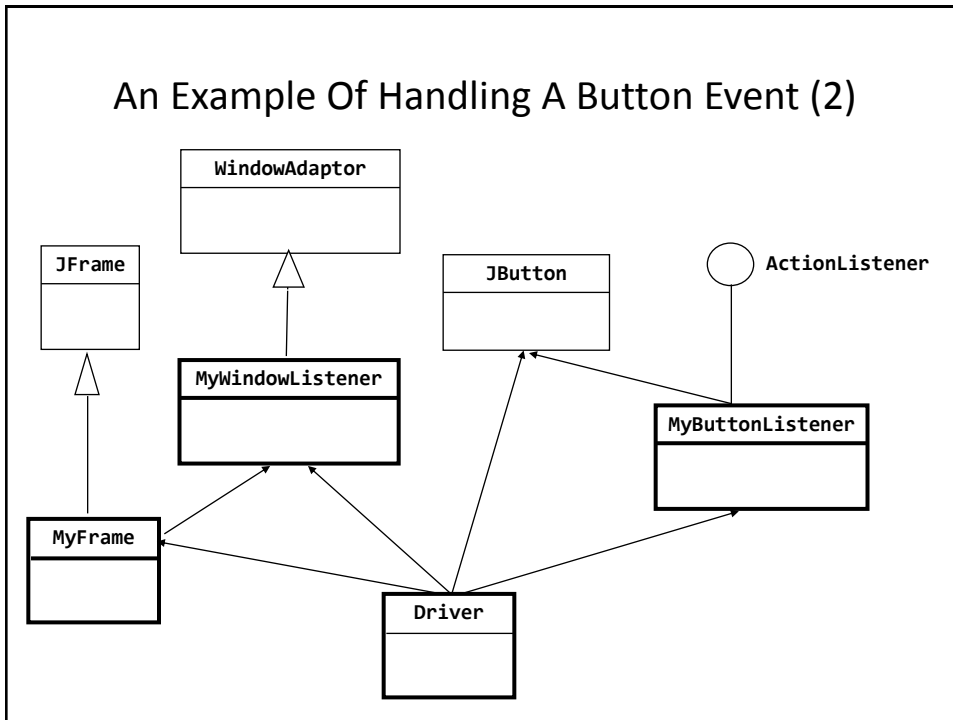 An Example Of Handling A Button Event (2)
WindowAdaptor
JFrame
JButton
ActionListener
MyWindowListener
MyButtonListener
MyFrame
Driver